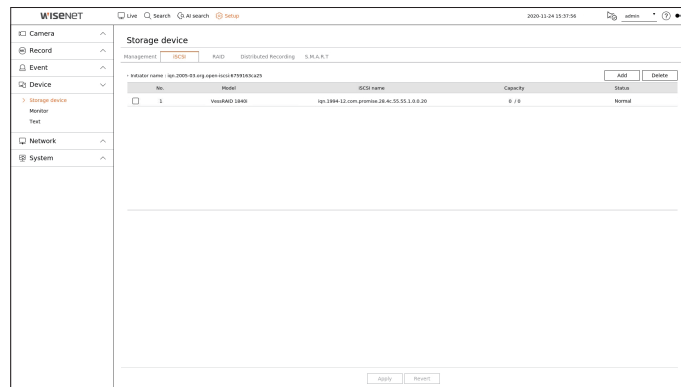 WISENET
Live Search AI search Setup 2020-11-24 15:37:56 admin ?
Camera
Record
Event
Device
Storage device
Monitor
Text
Network
System
Storage device
Management iSCSI RAID Distributed Recording S.M.A.R.T
Initiator name : iqn.2005-03.org.open-iscsi:6759163ca25 Add Delete
No. Model iSCSI name Capacity Status
1 VessRAID 1840i iqn.1994-12.com.promise.28.4c.55.55.1.0.0.20 0 / 0 Normal
Apply Revert